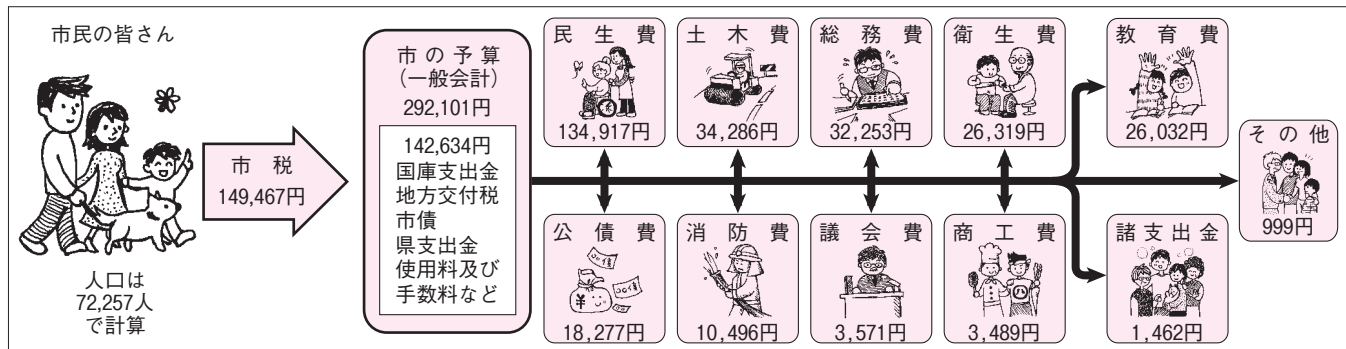 市民の皆さん
人口は
72,257人
で計算
市税
149,467円
市の予算
(一般会計)
292,101円
142,634円
国庫支出金
地方交付税
市債
県支出金
使用料及び
手数料など
民生費
134,917円
土木費
34,286円
総務費
32,253円
衛生費
26,319円
教育費
26,032円
その他
999円
公債費
18,277円
消防費
10,496円
議会費
3,571円
商工費
3,489円
諸支出金
1,462円